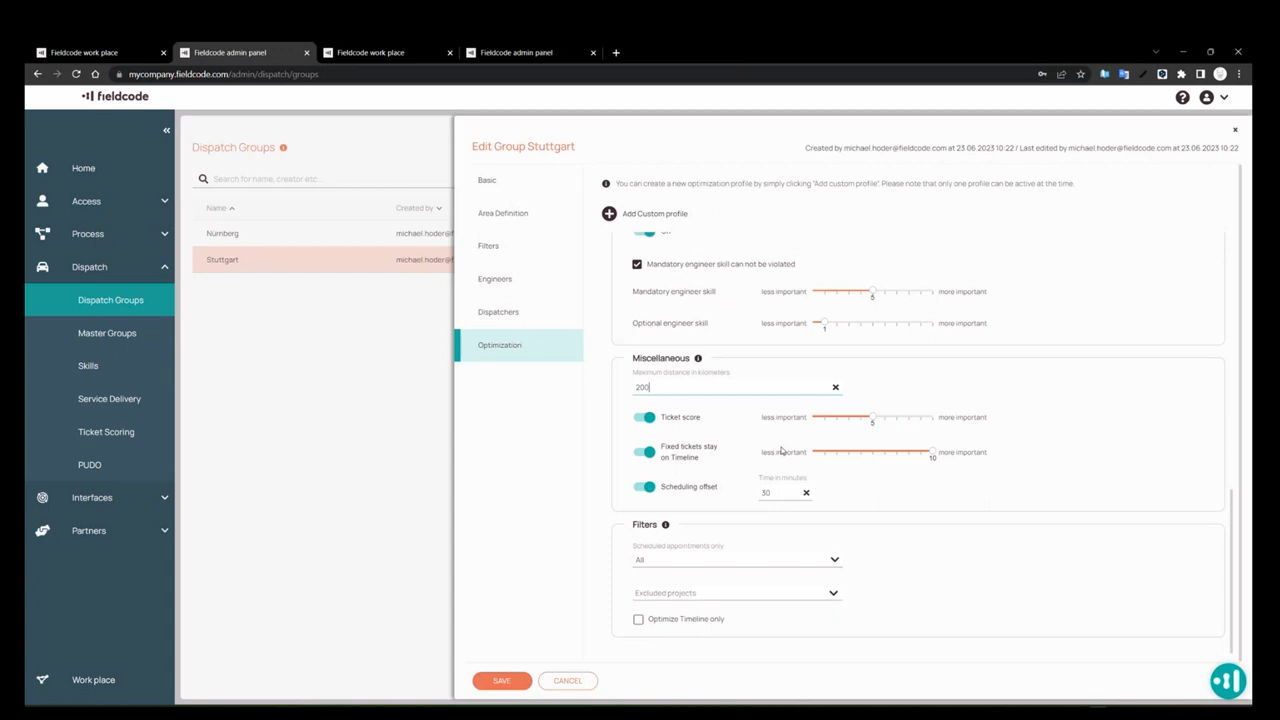 Fieldcode work place
Fieldcode admin panel
Fieldcode work place
Fieldcode admin panel
mycompany.fieldcode.com/admin/dispatch/groups
fieldcode
Home
Access
Process
Dispatch
Dispatch Groups
Master Groups
Skills
Service Delivery
Ticket Scoring
PUDO
Interfaces
Partners
Work place
Dispatch Groups
Search for name, creator etc...
Name Created by
Nürnberg michael.hoder@f
Stuttgart michael.hoder@f
Edit Group Stuttgart
Created by michael.hoder@fieldcode.com at 23.06.2023 10:22 / Last edited by michael.hoder@fieldcode.com at 23.06.2023 10:22
Basic
Area Definition
Filters
Engineers
Dispatchers
Optimization
You can create a new optimization profile by simply clicking "Add custom profile". Please note that only one profile can be active at the time.
Add Custom profile
Mandatory engineer skill can not be violated
Mandatory engineer skill less important more important
5
Optional engineer skill less important more important
1
Miscellaneous
Maximum distance in kilometers
200
Ticket score less important more important
5
Fixed tickets stay
on Timeline
less important more important
10
Scheduling offset
Time in minutes
30
Filters
Scheduled appointments only
All
Excluded projects
Optimize Timeline only
SAVE CANCEL